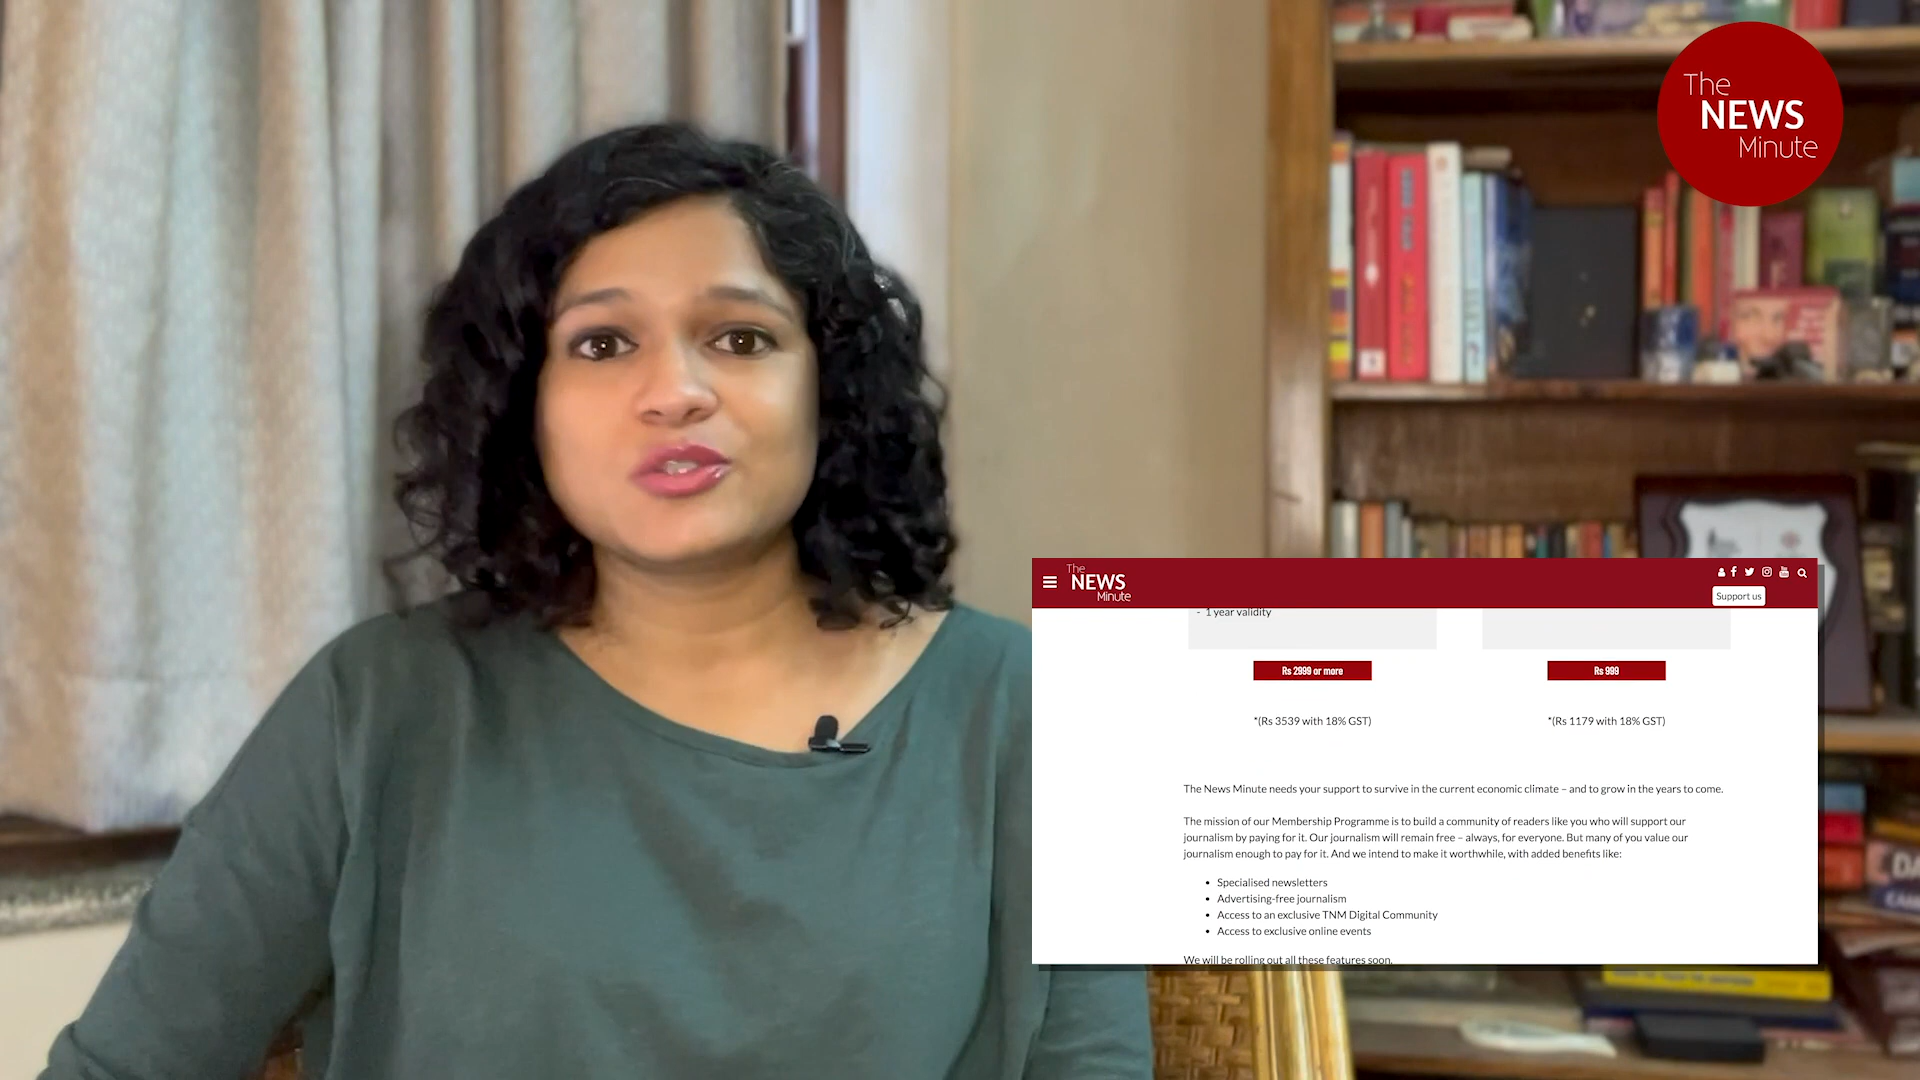 The
NEWS
Minute
The
NEWS
Minute
Support us
- 1 year validity
Rs 2999 or more
Rs 999
*(Rs 3539 with 18% GST)
*(Rs 1179 with 18% GST)
The News Minute needs your support to survive in the current economic climate – and to grow in the years to come.
The mission of our Membership Programme is to build a community of readers like you who will support our
journalism by paying for it. Our journalism will remain free – always, for everyone. But many of you value our
journalism enough to pay for it. And we intend to make it worthwhile, with added benefits like:
• Specialised newsletters
• Advertising-free journalism
• Access to an exclusive TNM Digital Community
• Access to exclusive online events
We will be rolling out all these features soon.